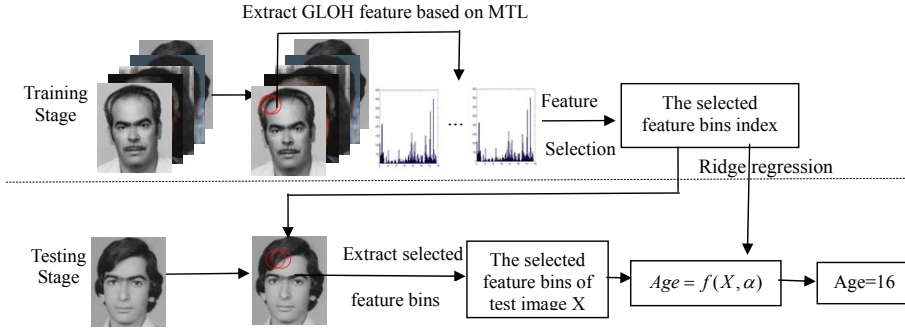 Extract GLOH feature based on MTL
Training
Stage
...
Feature
Selection
The selected
feature bins index
Ridge regression
Testing
Stage
Extract selected
feature bins
The selected
feature bins of
test image X
Age = f(X, α)
Age=16